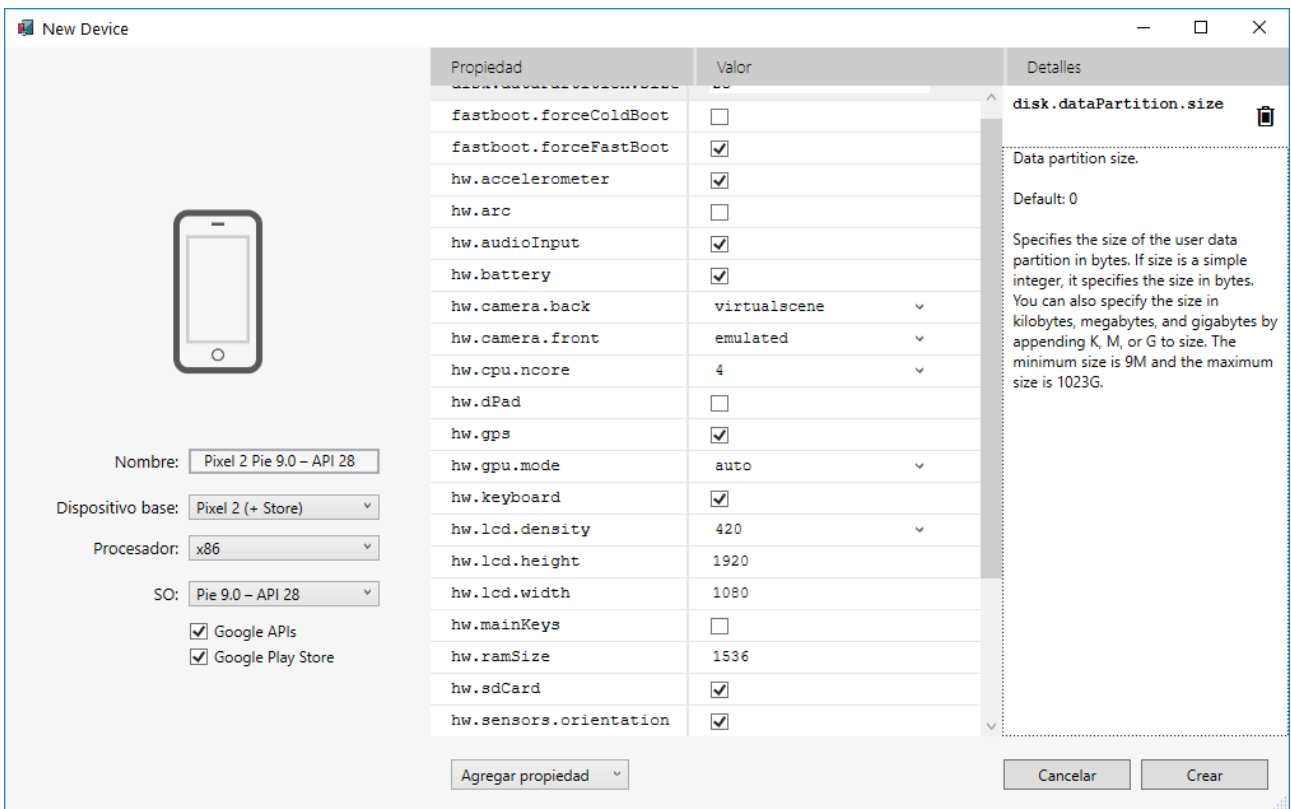 New Device
Propiedad Valor Detalles
disk.dataPartition.size
fastboot.forceColdBoot
fastboot.forceFastBoot
hw.accelerometer
hw.arc
hw.audioInput
hw.battery
hw.camera.back virtualscene
hw.camera.front emulated
hw.cpu.ncore 4
hw.dPad
hw.gps
hw.gpu.mode auto
hw.keyboard
hw.lcd.density 420
hw.lcd.height 1920
hw.lcd.width 1080
hw.mainKeys
hw.ramSize 1536
hw.sdCard
hw.sensors.orientation
disk.dataPartition.size
Data partition size.
Default: 0
Specifies the size of the user data
partition in bytes. If size is a simple
integer, it specifies the size in bytes.
You can also specify the size in
kilobytes, megabytes, and gigabytes by
appending K, M, or G to size. The
minimum size is 9M and the maximum
size is 1023G.
Nombre: Pixel 2 Pie 9.0 – API 28
Dispositivo base: Pixel 2 (+ Store)
Procesador: x86
SO: Pie 9.0 – API 28
Google APIs
Google Play Store
Agregar propiedad
Cancelar
Crear